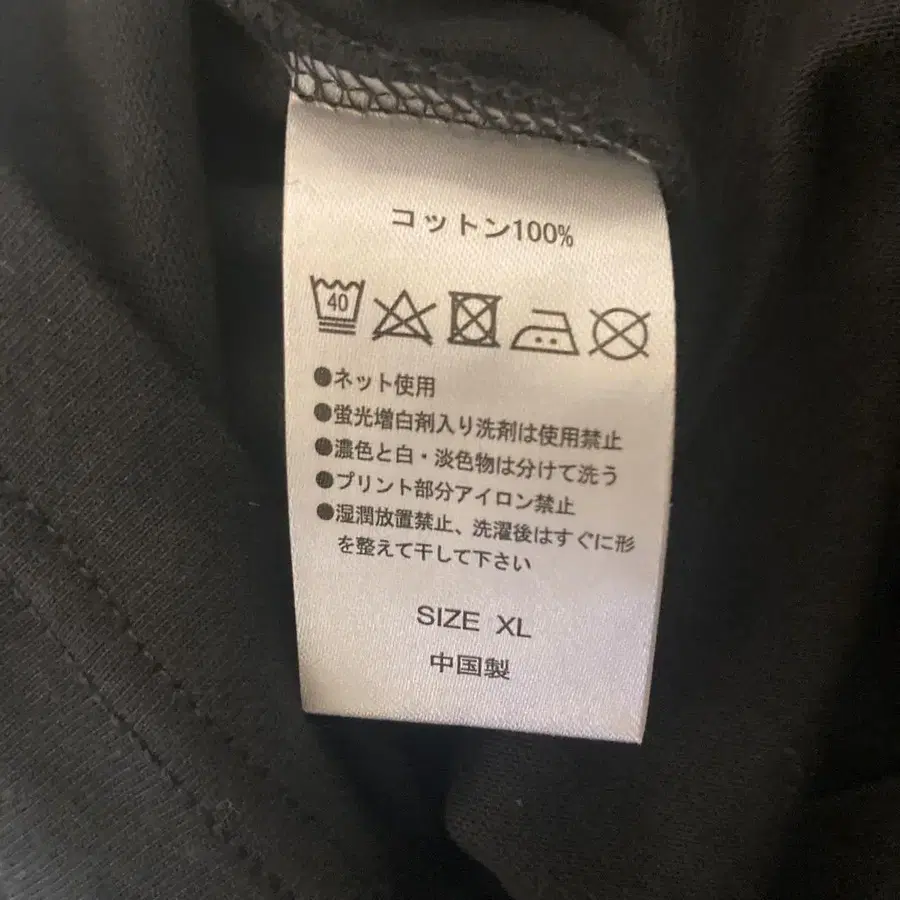 コットン100%
40
●ネット使用
●蛍光増白剤入り洗剤は使用禁止
●濃色と白・淡色物は分けて洗う
●プリント部分アイロン禁止
●湿潤放置禁止、洗濯後はすぐに形
を整えて干して下さい
SIZE XL
中国製